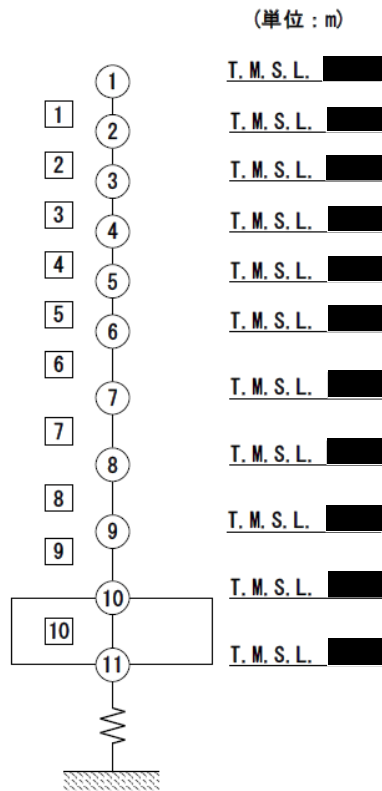 (単位:m)
1 T.M.S.L.
1
2 T.M.S.L.
2
3 T.M.S.L.
3
4 T.M.S.L.
4
5 T.M.S.L.
5
6 T.M.S.L.
6
7 T.M.S.L.
7
8 T.M.S.L.
8
9 T.M.S.L.
9
10 T.M.S.L.
10
11 T.M.S.L.